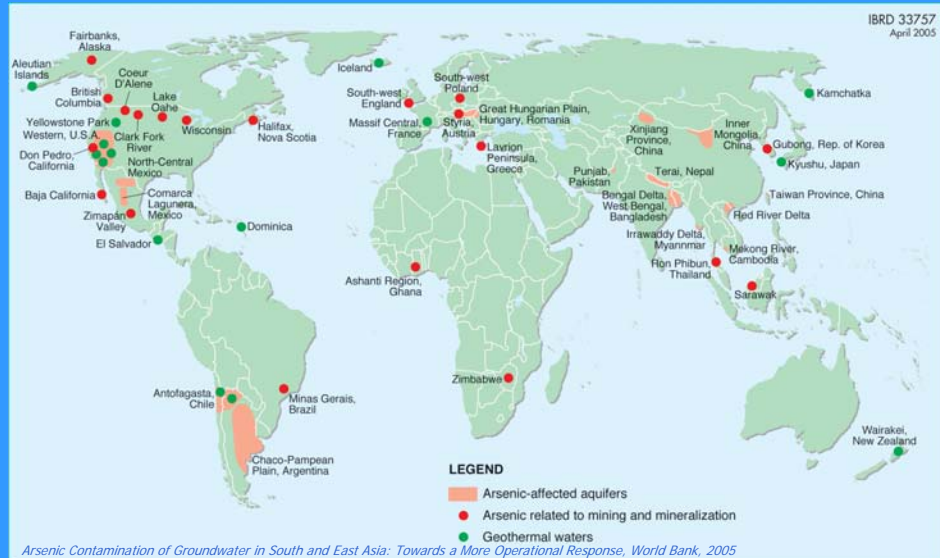 IBRD 33757
April 2005
Fairbanks,
Alaska
Aleutian
Islands
Coeur
D'Alene
British
Columbia
Lake
Oahe
Yellowstone Park
Western, U.S.A.
Wisconsin
Halifax,
Nova Scotia
Clark Fork
River
Don Pedro,
California
North-Central
Mexico
Baja California
Comarca
Lagunera,
Mexico
Zimapán
Valley
El Salvador
Dominica
Iceland
South-west
England
South-west
Poland
Massif Central,
France
Styria,
Austria
Great Hungarian Plain,
Hungary, Romania
Lavrion
Peninsula,
Greece
Kamchatka
Xinjiang
Province,
China
Inner
Mongolia,
China
Gubong, Rep. of Korea
Kyushu, Japan
Punjab,
Pakistan
Terai, Nepal
Taiwan Province, China
Bengal Delta,
West Bengal,
Bangladesh
Red River Delta
Irrawaddy Delta,
Myannmar
Mekong River,
Cambodia
Ron Phibun,
Thailand
Sarawak
Ashanti Region,
Ghana
Zimbabwe
Antofagasta,
Chile
Minas Gerais,
Brazil
Chaco-Pampean
Plain, Argentina
Wairakei,
New Zealand
LEGEND
Arsenic-affected aquifers
Arsenic related to mining and mineralization
Geothermal waters
Arsenic Contamination of Groundwater in South and East Asia: Towards a More Operational Response, World Bank, 2005